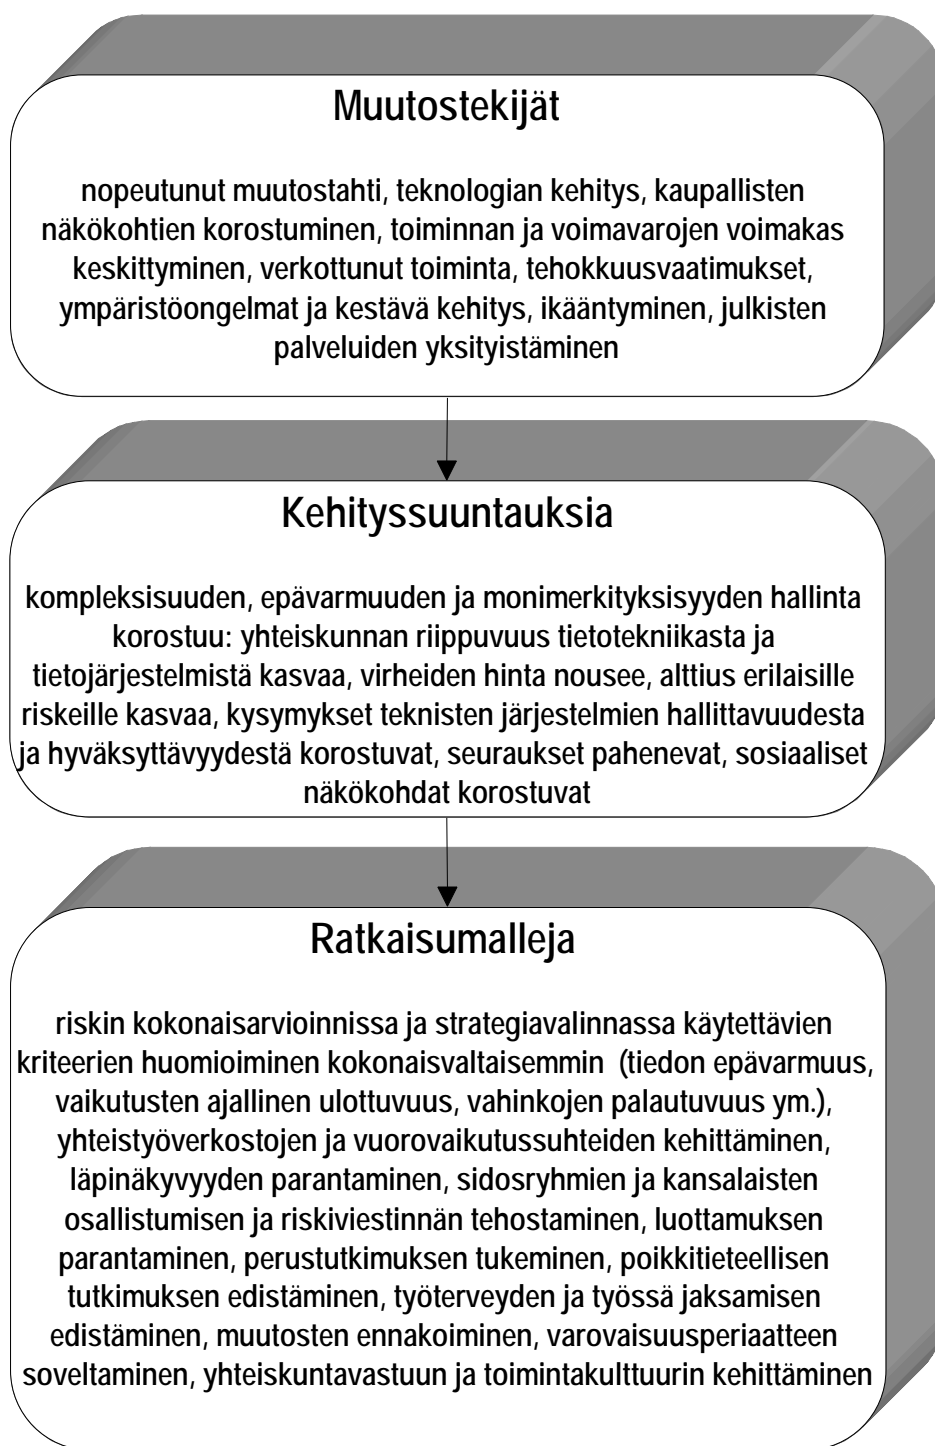 Muutostekijät
nopeutunut muutostahti, teknologian kehitys, kaupallisten
näkökohtien korostuminen, toiminnan ja voimavarojen voimakas
keskittyminen, verkottunut toiminta, tehokkuusvaatimukset,
ympäristöongelmat ja kestävä kehitys, ikääntyminen, julkisten
palveluiden yksityistäminen
Kehityssuuntauksia
kompleksisuuden, epävarmuuden ja monimerkityksisyyden hallinta
korostuu: yhteiskunnan riippuvuus tietotekniikasta ja
tietojärjestelmistä kasvaa, virheiden hinta nousee, alttius erilaisille
riskeille kasvaa, kysymykset teknisten järjestelmien hallittavuudesta
ja hyväksyttävyydestä korostuvat, seuraukset pahenevat, sosiaaliset
näkökohdat korostuvat
Ratkaisumalleja
riskin kokonaisarvioinnissa ja strategiavalinnassa käytettävien
kriteerien huomioiminen kokonaisvaltaisemmin (tiedon epävarmuus,
vaikutusten ajallinen ulottuvuus, vahinkojen palautuvuus ym.),
yhteistyöverkostojen ja vuorovaikutussuhteiden kehittäminen,
läpinäkyvyyden parantaminen, sidosryhmien ja kansalaisten
osallistumisen ja riskiviestinnän tehostaminen, luottamuksen
parantaminen, perustutkimuksen tukeminen, poikkitieteellisen
tutkimuksen edistäminen, työterveyden ja työssä jaksamisen
edistäminen, muutosten ennakoiminen, varovaisuusperiaatteen
soveltaminen, yhteiskuntavastuun ja toimintakulttuurin kehittäminen